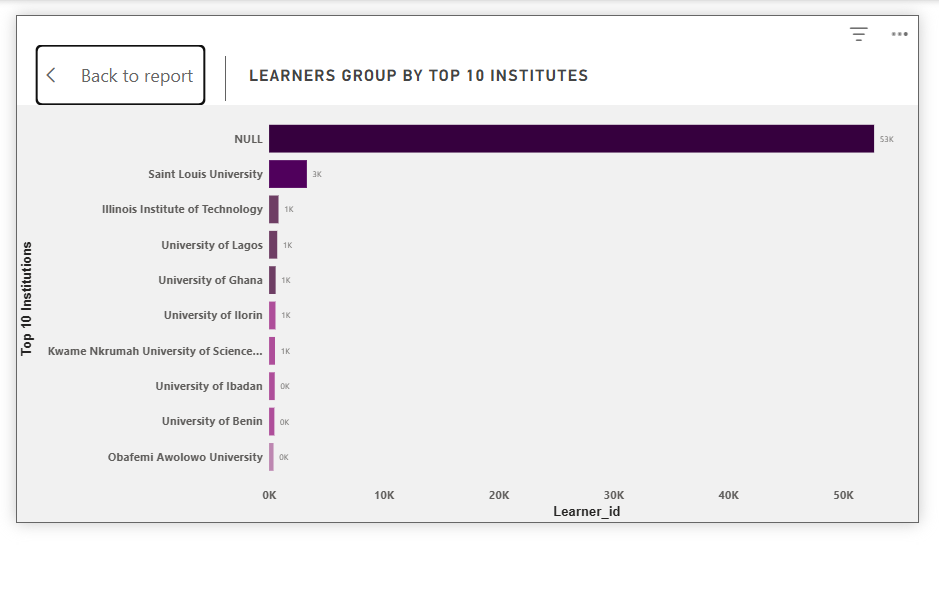 Back to report
LEARNERS GROUP BY TOP 10 INSTITUTES
Top 10 Institutions
NULL 53K
Saint Louis University 3K
Illinois Institute of Technology 1K
University of Lagos 1K
University of Ghana 1K
University of Ilorin 1K
Kwame Nkrumah University of Science... 1K
University of Ibadan 0K
University of Benin 0K
Obafemi Awolowo University 0K
0K 10K 20K 30K 40K 50K
Learner_id